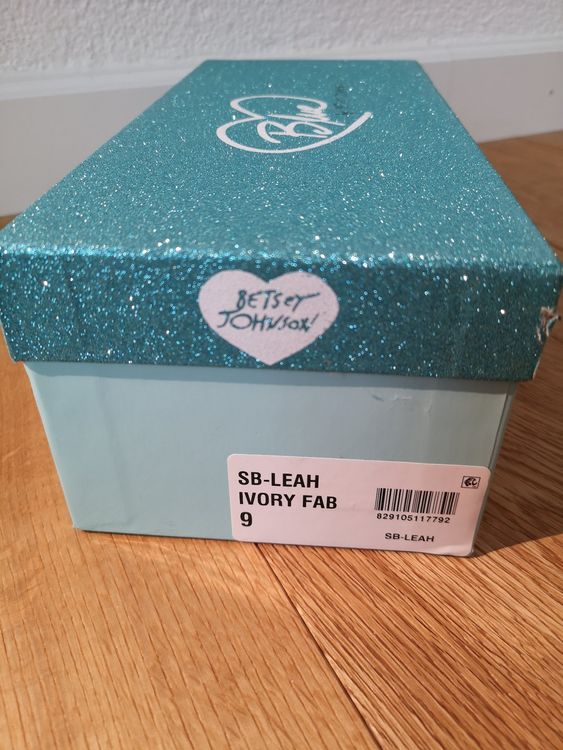 Blue
BETSEY
JOHNSON!
SB-LEAH
IVORY FAB
9
829105117792
SB-LEAH